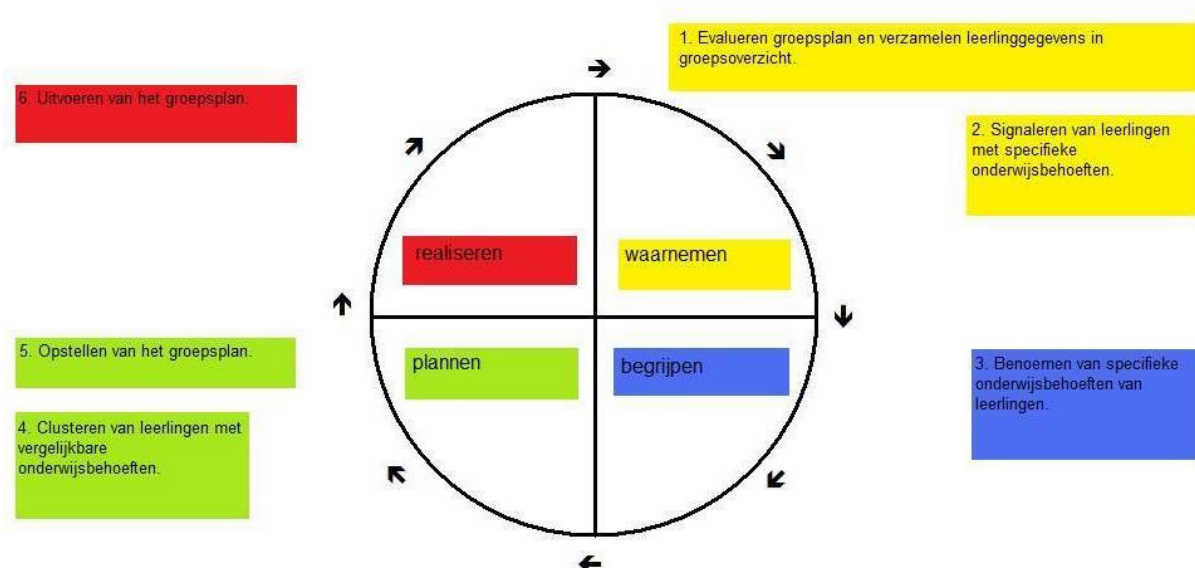 1. Evalueren groepsplan en verzamelen leerlinggegevens in
groepsoverzicht.
2. Signaleren van leerlingen
met specifieke
onderwijsbehoeften.
3. Benoemen van specifieke
onderwijsbehoeften van
leerlingen.
4. Clusteren van leerlingen met
vergelijkbare
onderwijsbehoeften.
5. Opstellen van het groepsplan.
6. Uitvoeren van het groepsplan.
realiseren
waarnemen
plannen
begrijpen